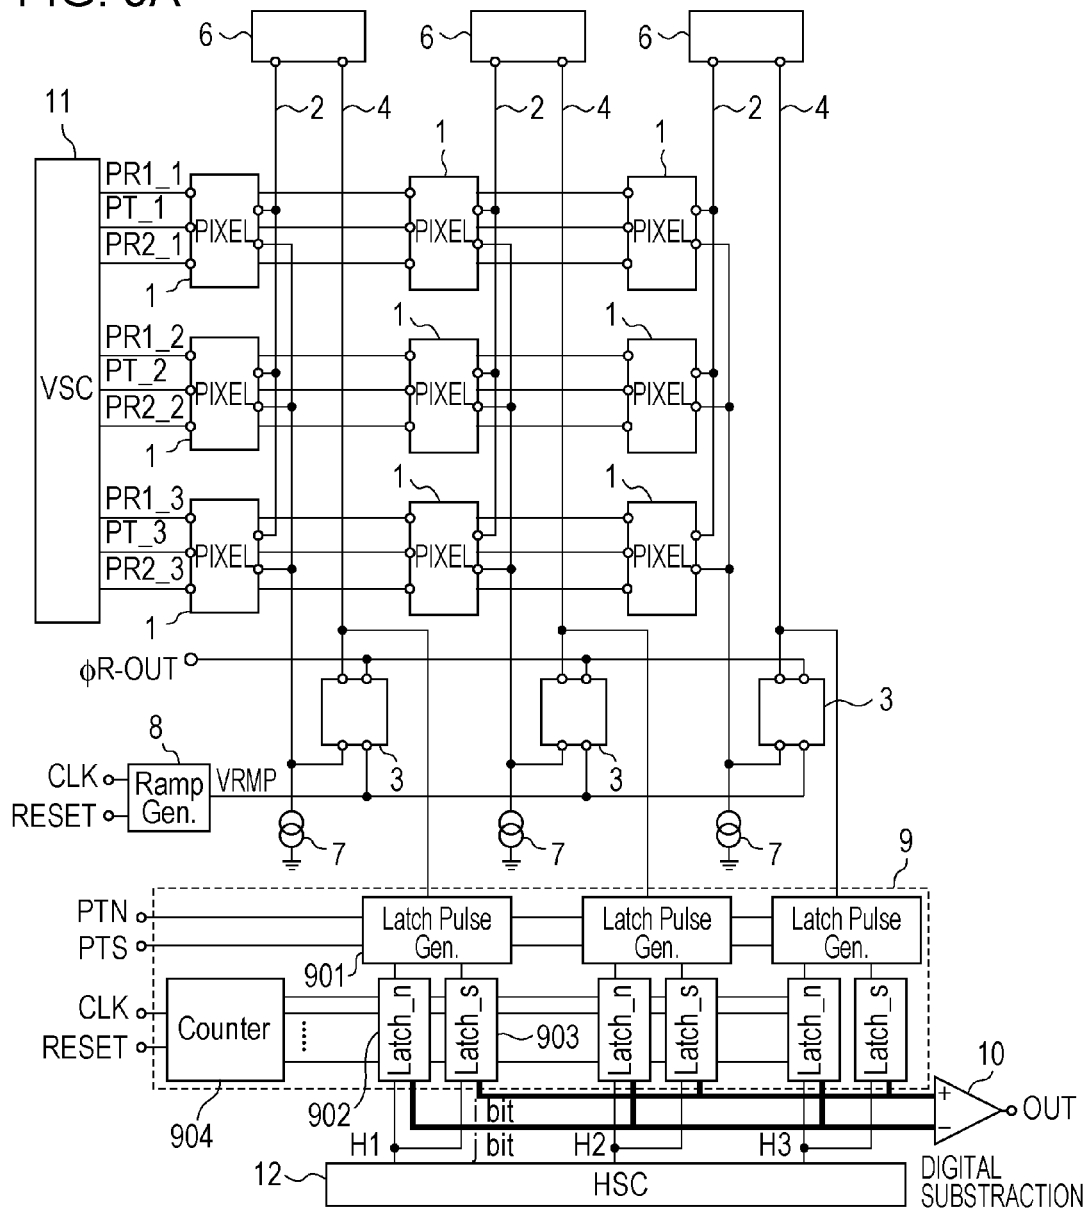 FIG. 6A
6 6 6
2 4 2 4 2 4
11
1 1
PR1_1
PT_1
PR2_1
PIXEL PIXEL PIXEL
1
1 1
PR1_2
PT_2
PR2_2
VSC
PIXEL PIXEL PIXEL
1
1 1
PR1_3
PT_3
PR2_3
PIXEL PIXEL PIXEL
1
ϕR-OUT
3
8
3 3
CLK
RESET
Ramp
Gen.
VRMP
7 7 7
9
PTN
PTS
Latch Pulse
Gen.
Latch Pulse
Gen.
Latch Pulse
Gen.
901
CLK
RESET
Counter
Latch_n Latch_s 903 Latch_n Latch_s Latch_n Latch_s
904
902
10
+
−
OUT
i bit
j bit
H1 H2 H3
12
HSC
DIGITAL
SUBSTRACTION